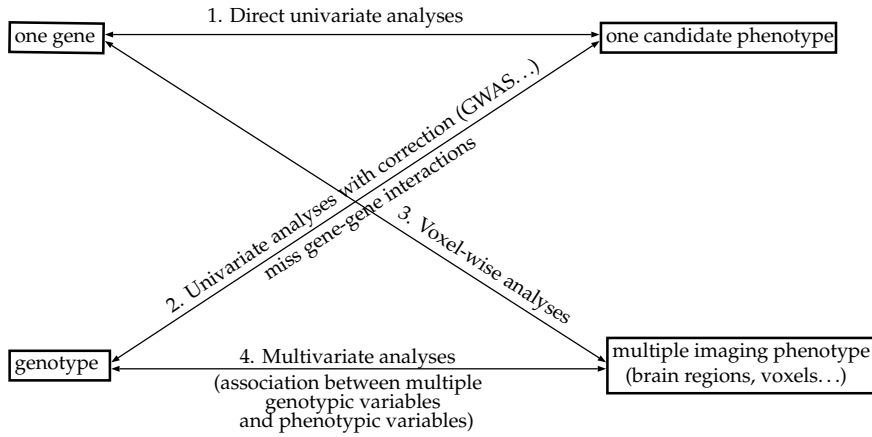 1. Direct univariate analyses
one gene
one candidate phenotype
2. Univariate analyses with correction (GWAS...)
miss gene-gene interactions
3. Voxel-wise analyses
genotype
4. Multivariate analyses
(association between multiple
genotypic variables
and phenotypic variables)
multiple imaging phenotype
(brain regions, voxels...)